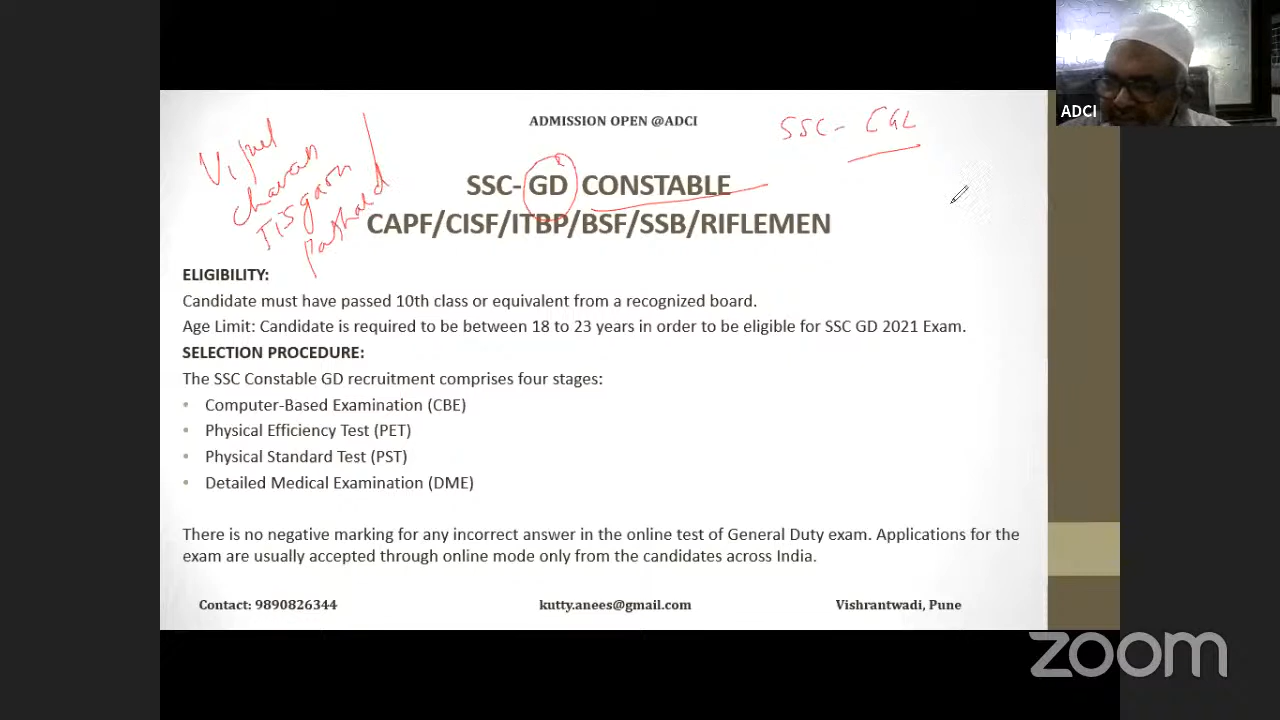 ADCI
ADMISSION OPEN @ADCI
SSC- CGL
Vipul
chavan
Tisgaon
SSC- GD CONSTABLE
CAPF/CISF/ITBP/BSF/SSB/RIFLEMEN
ELIGIBILITY:
Candidate must have passed 10th class or equivalent from a recognized board.
Age Limit: Candidate is required to be between 18 to 23 years in order to be eligible for SSC GD 2021 Exam.
SELECTION PROCEDURE:
The SSC Constable GD recruitment comprises four stages:
• Computer-Based Examination (CBE)
• Physical Efficiency Test (PET)
• Physical Standard Test (PST)
• Detailed Medical Examination (DME)
There is no negative marking for any incorrect answer in the online test of General Duty exam. Applications for the
exam are usually accepted through online mode only from the candidates across India.
Contact: 9890826344 kutty.anees@gmail.com Vishrantwadi, Pune
zoom